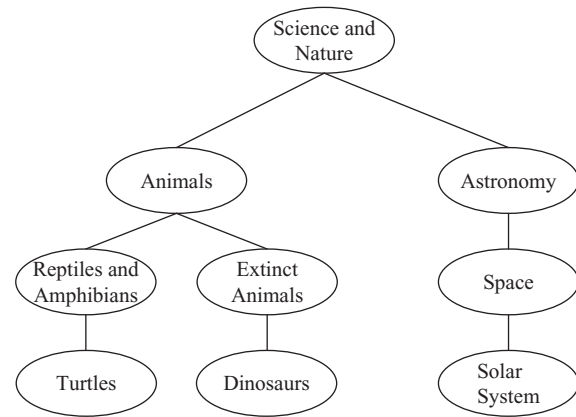 Science and
Nature
Animals
Astronomy
Reptiles and
Amphibians
Extinct
Animals
Space
Turtles
Dinosaurs
Solar
System